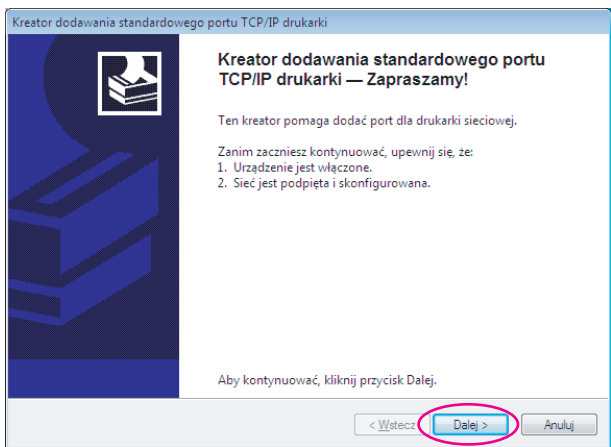 Kreator dodawania standardowego portu TCP/IP drukarki
Kreator dodawania standardowego portu
TCP/IP drukarki — Zapraszamy!
Ten kreator pomaga dodać port dla drukarki sieciowej.
Zanim zaczniesz kontynuować, upewnij się, że:
1. Urządzenie jest włączone.
2. Sieć jest podpięta i skonfigurowana.
Aby kontynuować, kliknij przycisk Dalej.
< Wstecz Dalej > Anuluj